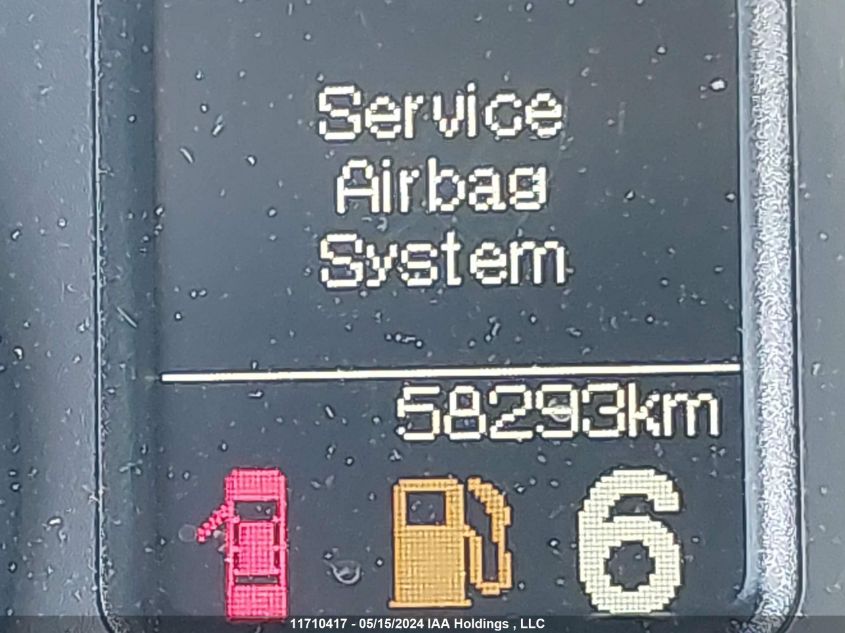 Service
Airbag
System
58293km
6
11710417 - 05/15/2024 IAA Holdings , LLC